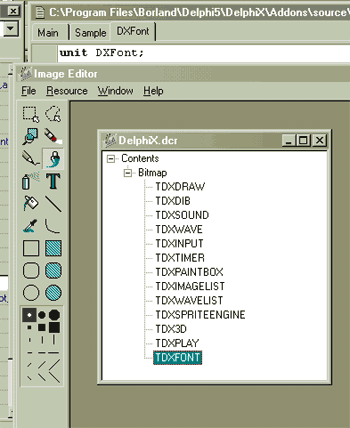 C:\Program Files\Borland\Delphi5\DelphiX\Addons\source\
Main Sample DXFont
unit DXFont;
Image Editor
File Resource Window Help
DelphiX.dcr
Contents
Bitmap
TDXDRAW
TDXDIB
TDXSOUND
TDXWAVE
TDXINPUT
TDXTIMER
TDXPAINTBOX
TDXIMAGELIST
TDXWAVELIST
TDXSPRITEENGINE
TDX3D
TDXPLAY
TDXFONT